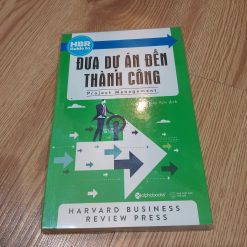 HBR
Guide to
ĐƯA DỰ ÁN ĐẾN
THÀNH CÔNG
Project Management
alphabooks
HARVARD BUSINESS
REVIEW PRESS